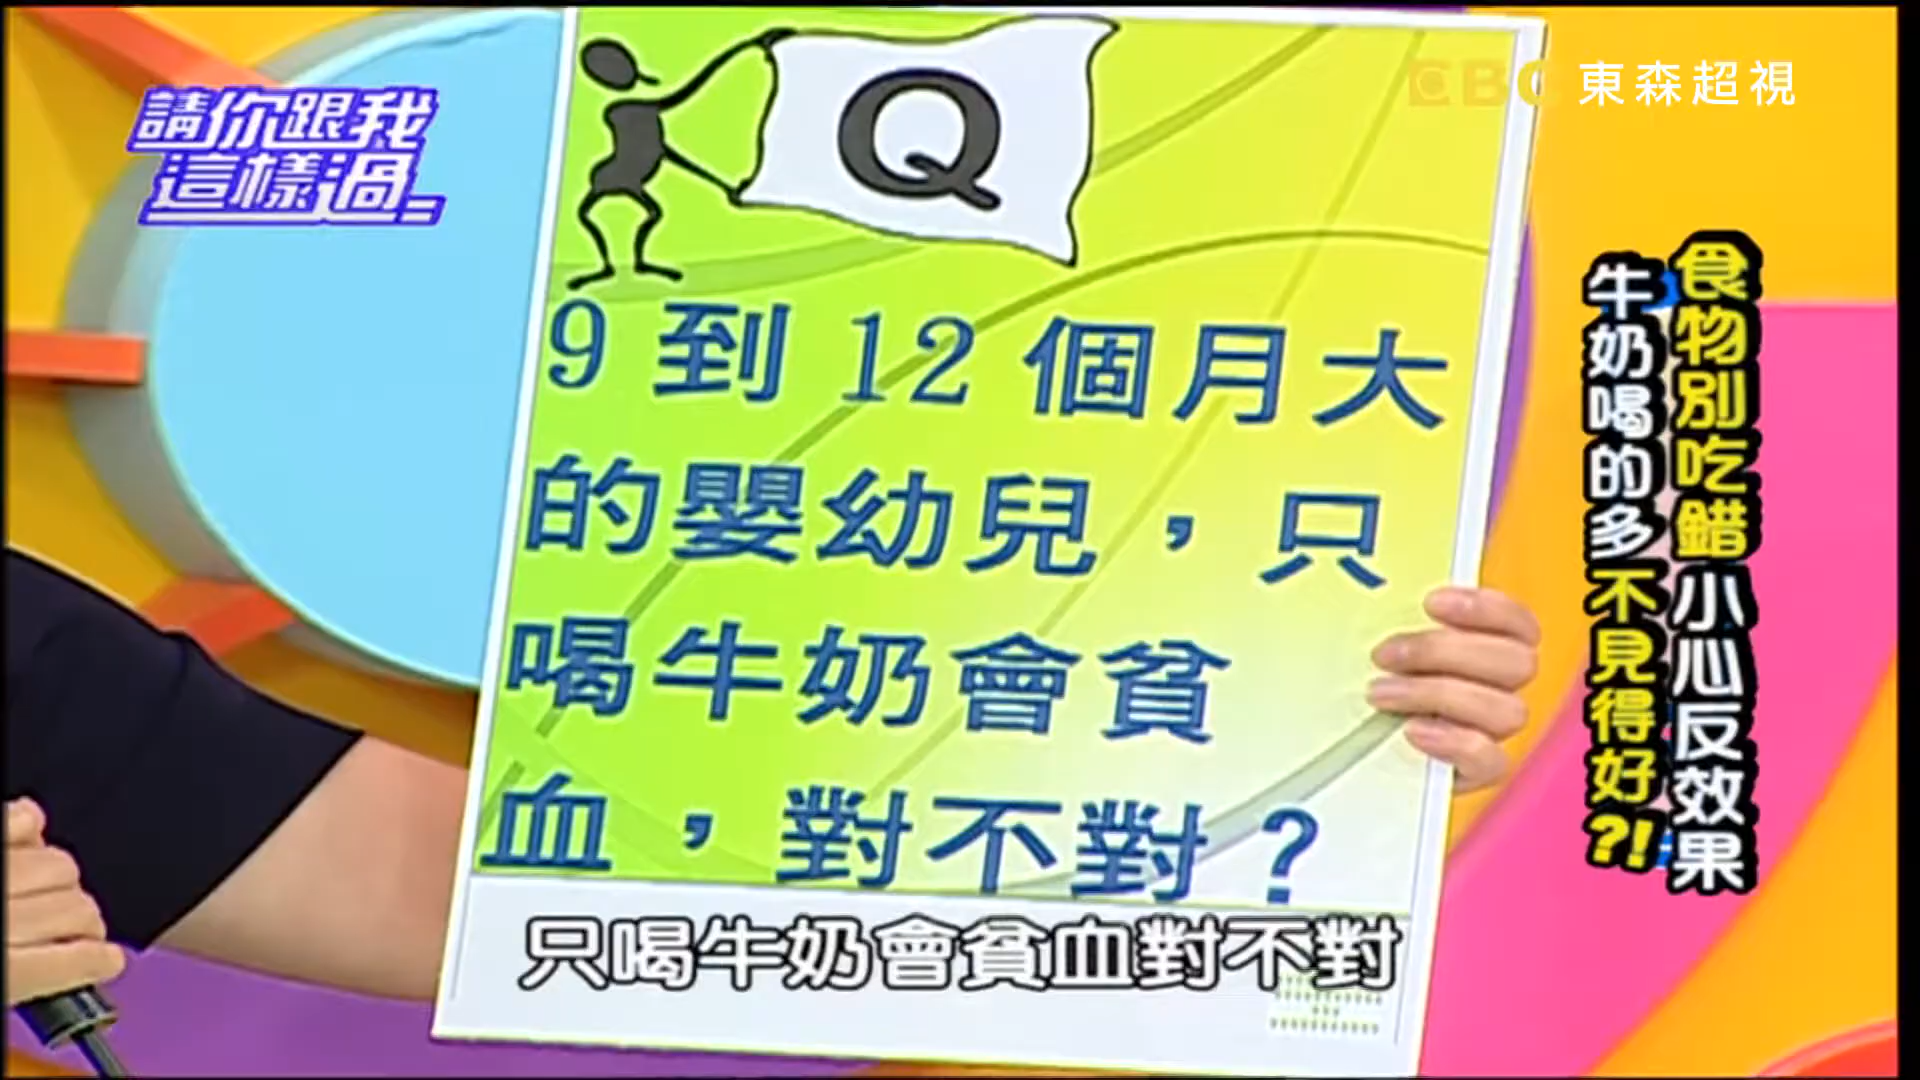 請你跟我
這樣過
EBC 東森超視
Q
9到12個月大
的嬰幼兒，只
喝牛奶會貧
血，對不對？
食物別吃錯小心反效果
牛奶喝的多不見得好?!
只喝牛奶會貧血對不對